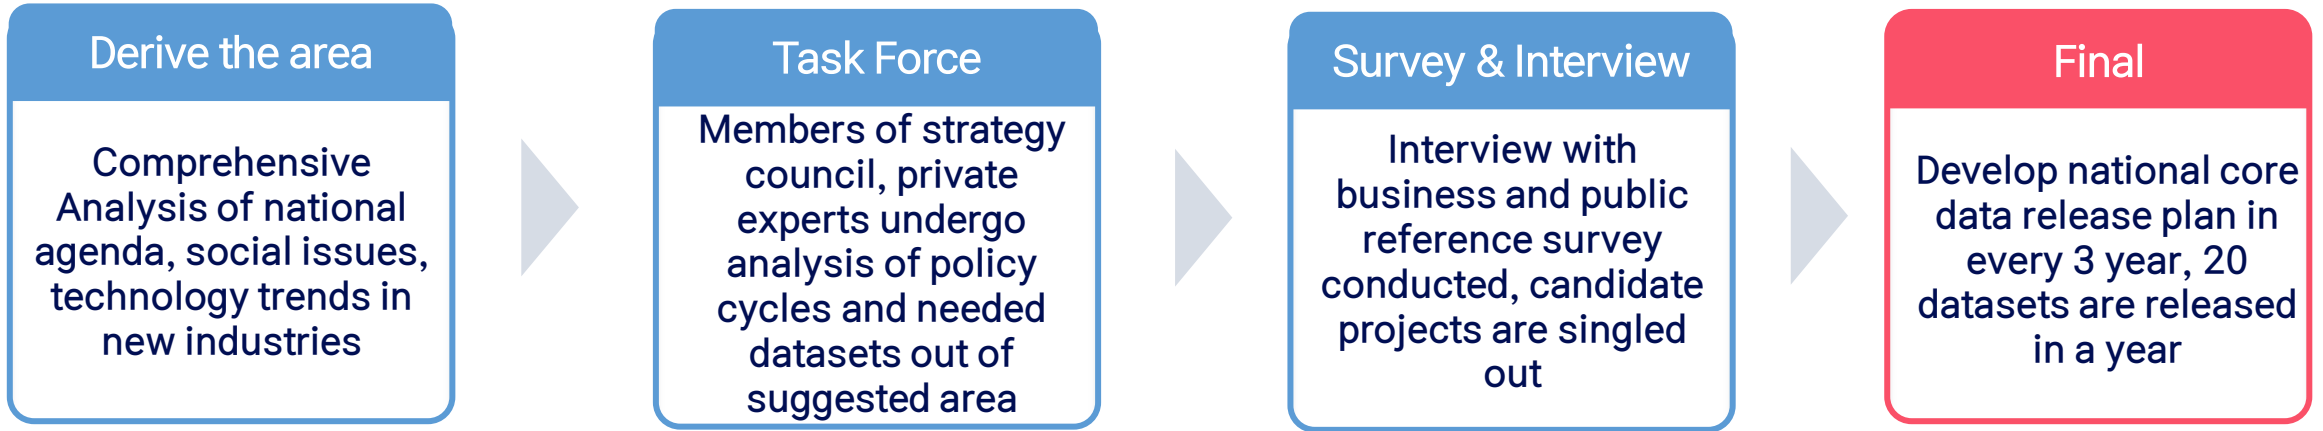 Derive the area
Comprehensive
Analysis of national
agenda, social issues,
technology trends in
new industries
Task Force
Members of strategy
council, private
experts undergo
analysis of policy
cycles and needed
datasets out of
suggested area
Survey & Interview
Interview with
business and public
reference survey
conducted, candidate
projects are singled
out
Final
Develop national core
data release plan in
every 3 year, 20
datasets are released
in a year